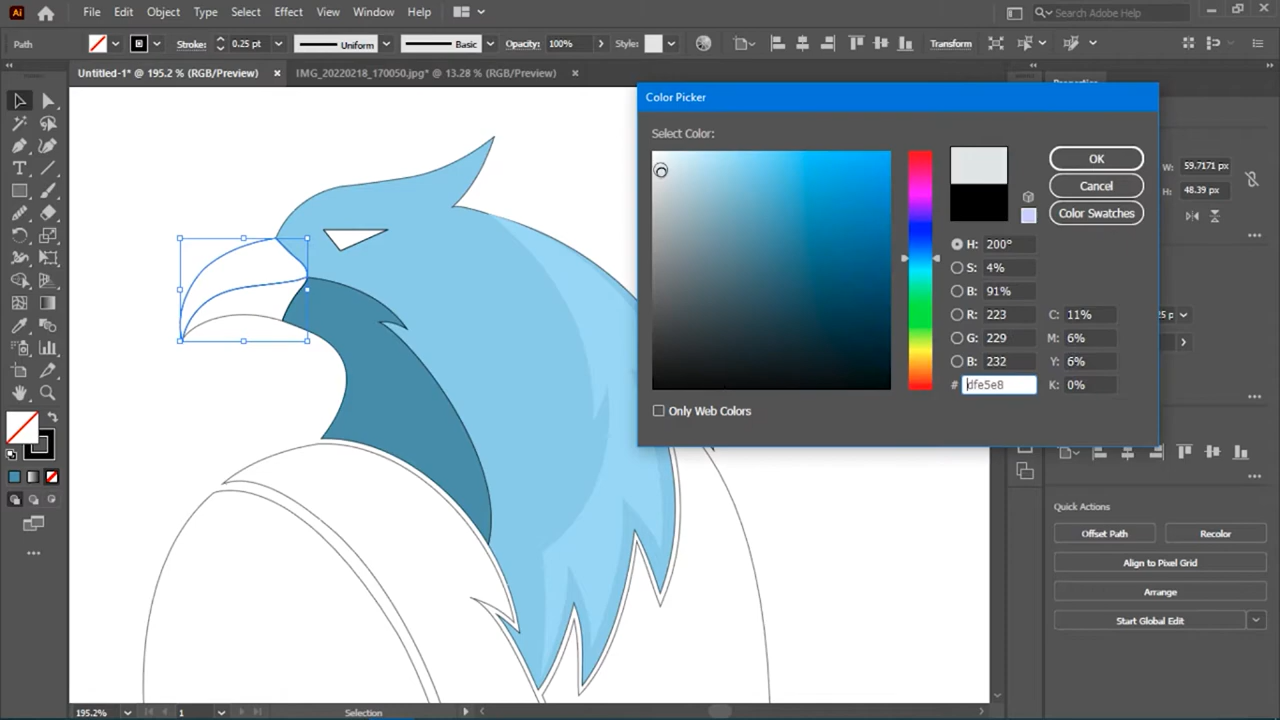 Ai File Edit Object Type Select Effect View Window Help Search Adobe Help
Path Stroke: 0.25 pt Uniform Basic Opacity: 100% Style: Transform
Untitled-1* @ 195.2 % (RGB/Preview) × IMG_20220218_170050.jpg* @ 13.28 % (RGB/Preview) ×
Color Picker
Select Color:
OK
Cancel
Color Swatches
H: 200°
S: 4%
B: 91%
R: 223 C: 11%
G: 229 M: 6%
B: 232 Y: 6%
# dfe5e8 K: 0%
Only Web Colors
W: 59.7171 px
H: 48.39 px
Quick Actions
Offset Path Recolor
Align to Pixel Grid
Arrange
Start Global Edit
195.2% 1 Selection